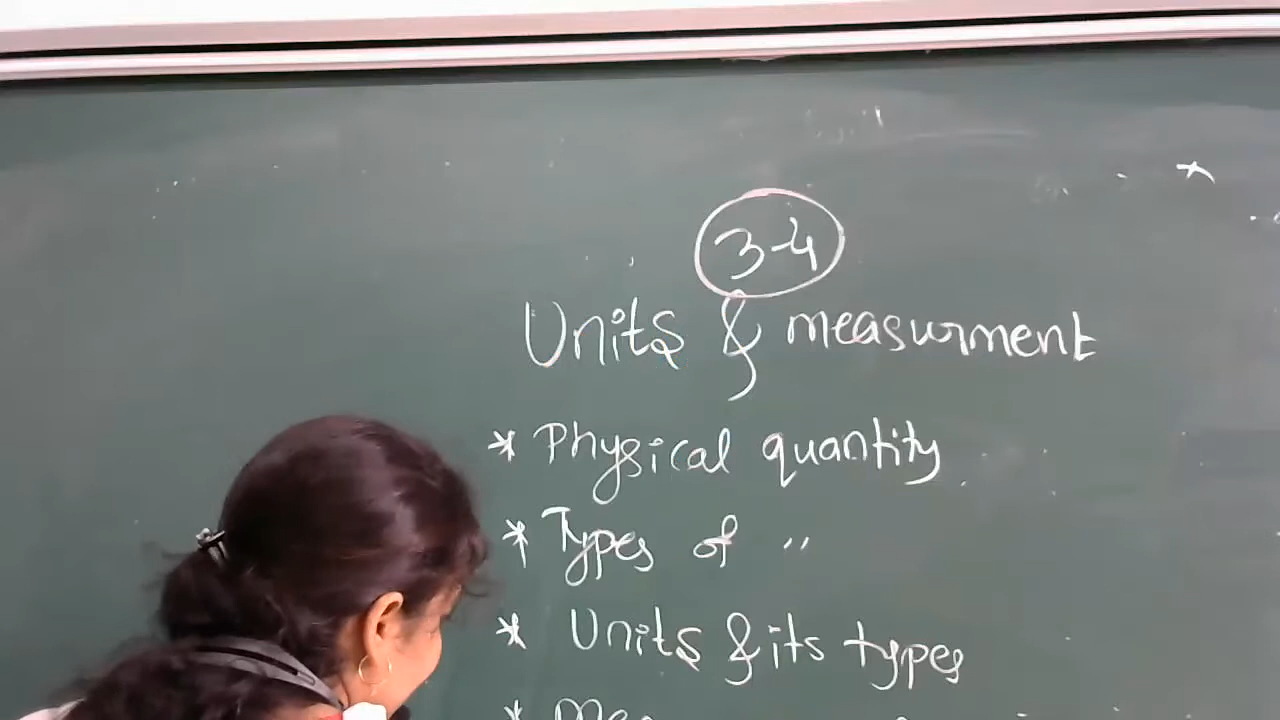 3-4
Units & measurment
* Physical quantity
* Types of "
* Units & its types
*